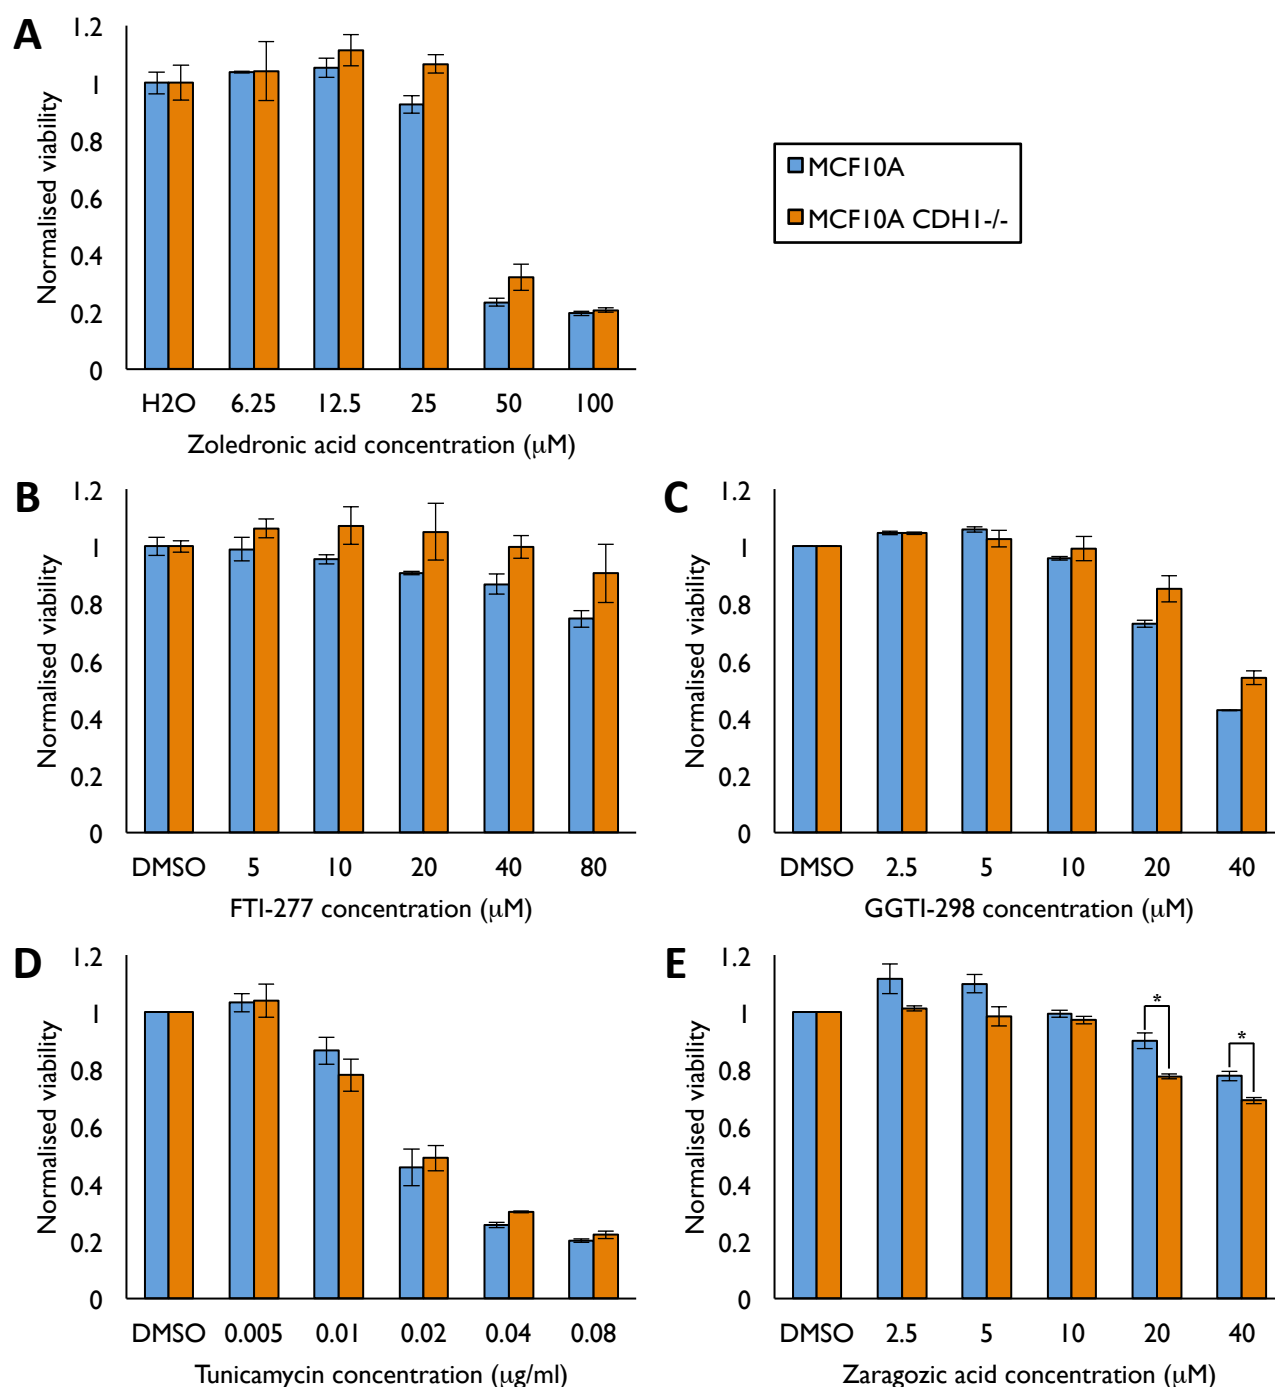 A
Normalised viability
1.2
1
0.8
0.6
0.4
0.2
0
H2O 6.25 12.5 25 50 100
Zoledronic acid concentration (μM)
MCF10A
MCF10A CDH1-/-
B
Normalised viability
1.2
1
0.8
0.6
0.4
0.2
0
DMSO 5 10 20 40 80
FTI-277 concentration (μM)
C
Normalised viability
1.2
1
0.8
0.6
0.4
0.2
0
DMSO 2.5 5 10 20 40
GGTI-298 concentration (μM)
D
Normalised viability
1.2
1
0.8
0.6
0.4
0.2
0
DMSO 0.005 0.01 0.02 0.04 0.08
Tunicamycin concentration (μg/ml)
E
Normalised viability
1.2
1
0.8
0.6
0.4
0.2
0
*
*
DMSO 2.5 5 10 20 40
Zaragozic acid concentration (μM)